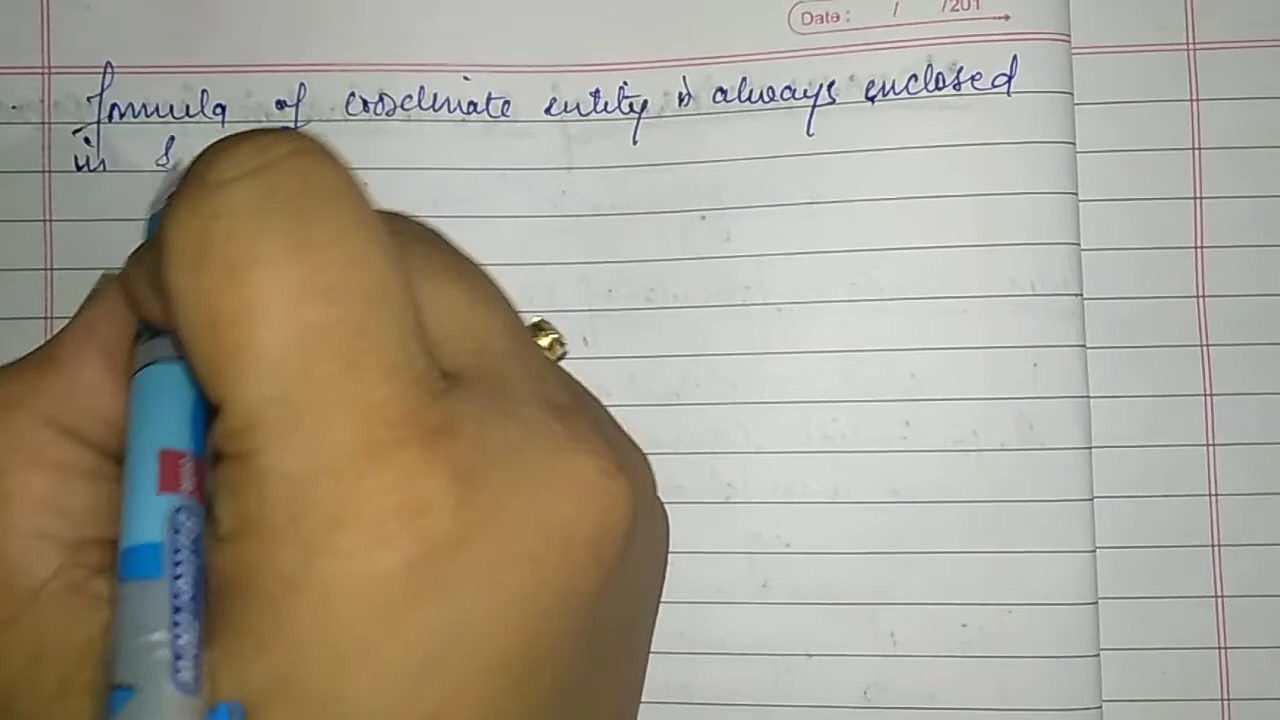 Date : / /201
formula of coordinate entity is always enclosed
in s